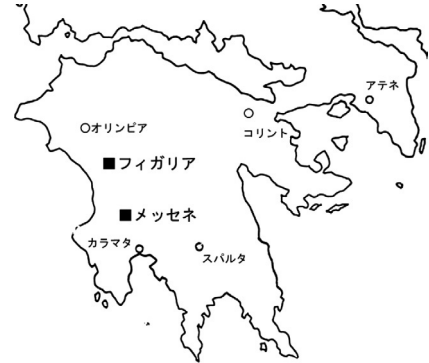 アテネ
コリント
オリンピア
フィガリア
メッセネ
カラマタ
スパルタ